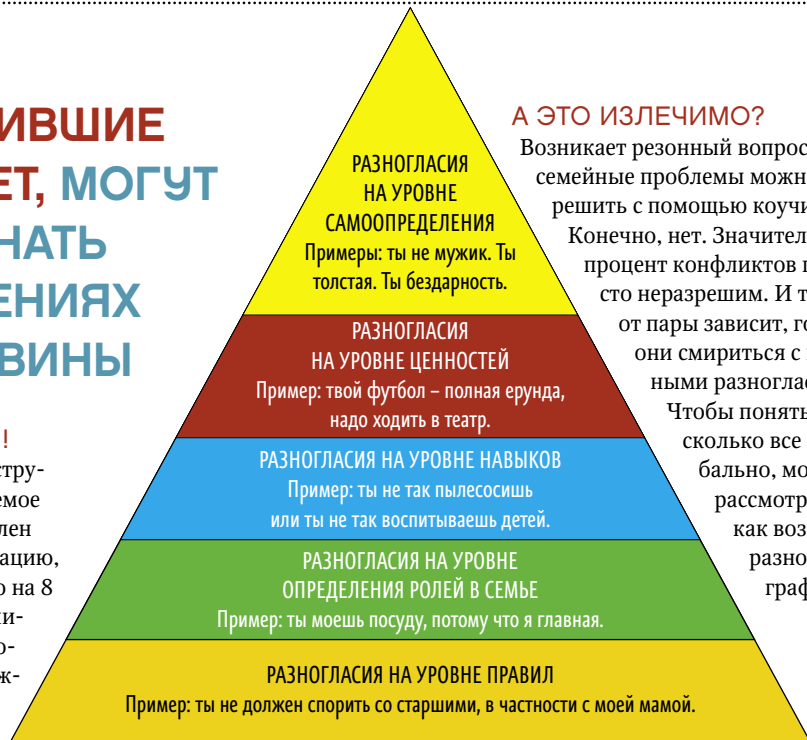 ИВШИЕ
ЕТ, МОГУТ
НАТЬ
ЕНИЯХ
ВИНЫ
!
стру-
емое
лен
ацию,
о на 8
ни-
о-
ж-
РАЗНОГЛАСИЯ
НА УРОВНЕ
САМООПРЕДЕЛЕНИЯ
Примеры: ты не мужик. Ты
толстая. Ты бездарность.
РАЗНОГЛАСИЯ
НА УРОВНЕ ЦЕННОСТЕЙ
Пример: твой футбол – полная ерунда,
надо ходить в театр.
РАЗНОГЛАСИЯ НА УРОВНЕ НАВЫКОВ
Пример: ты не так пылесосишь
или ты не так воспитываешь детей.
РАЗНОГЛАСИЯ НА УРОВНЕ
ОПРЕДЕЛЕНИЯ РОЛЕЙ В СЕМЬЕ
Пример: ты моешь посуду, потому что я главная.
РАЗНОГЛАСИЯ НА УРОВНЕ ПРАВИЛ
Пример: ты не должен спорить со старшими, в частности с моей мамой.
А ЭТО ИЗЛЕЧИМО?
Возникает резонный вопрос
семейные проблемы можн
решить с помощью коучи
Конечно, нет. Значител
процент конфликтов п
сто неразрешим. И т
от пары зависит, го
они смириться с
ными разноглас
Чтобы понять
сколько все
бально, мо
рассмотр
как воз
разно
граф